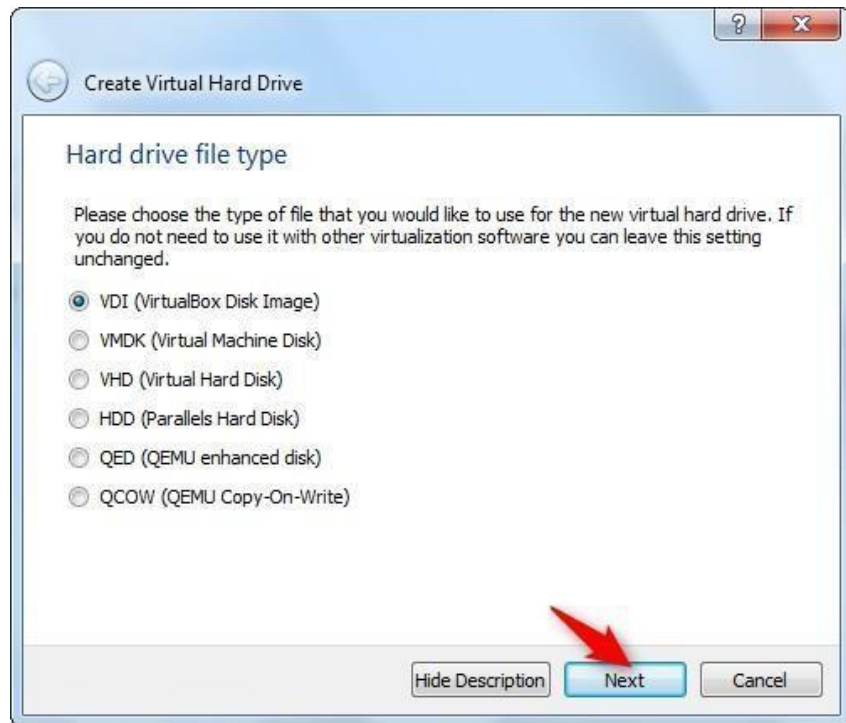 Create Virtual Hard Drive
Hard drive file type
Please choose the type of file that you would like to use for the new virtual hard drive. If
you do not need to use it with other virtualization software you can leave this setting
unchanged.
VDI (VirtualBox Disk Image)
VMDK (Virtual Machine Disk)
VHD (Virtual Hard Disk)
HDD (Parallels Hard Disk)
QED (QEMU enhanced disk)
QCOW (QEMU Copy-On-Write)
Hide Description Next Cancel